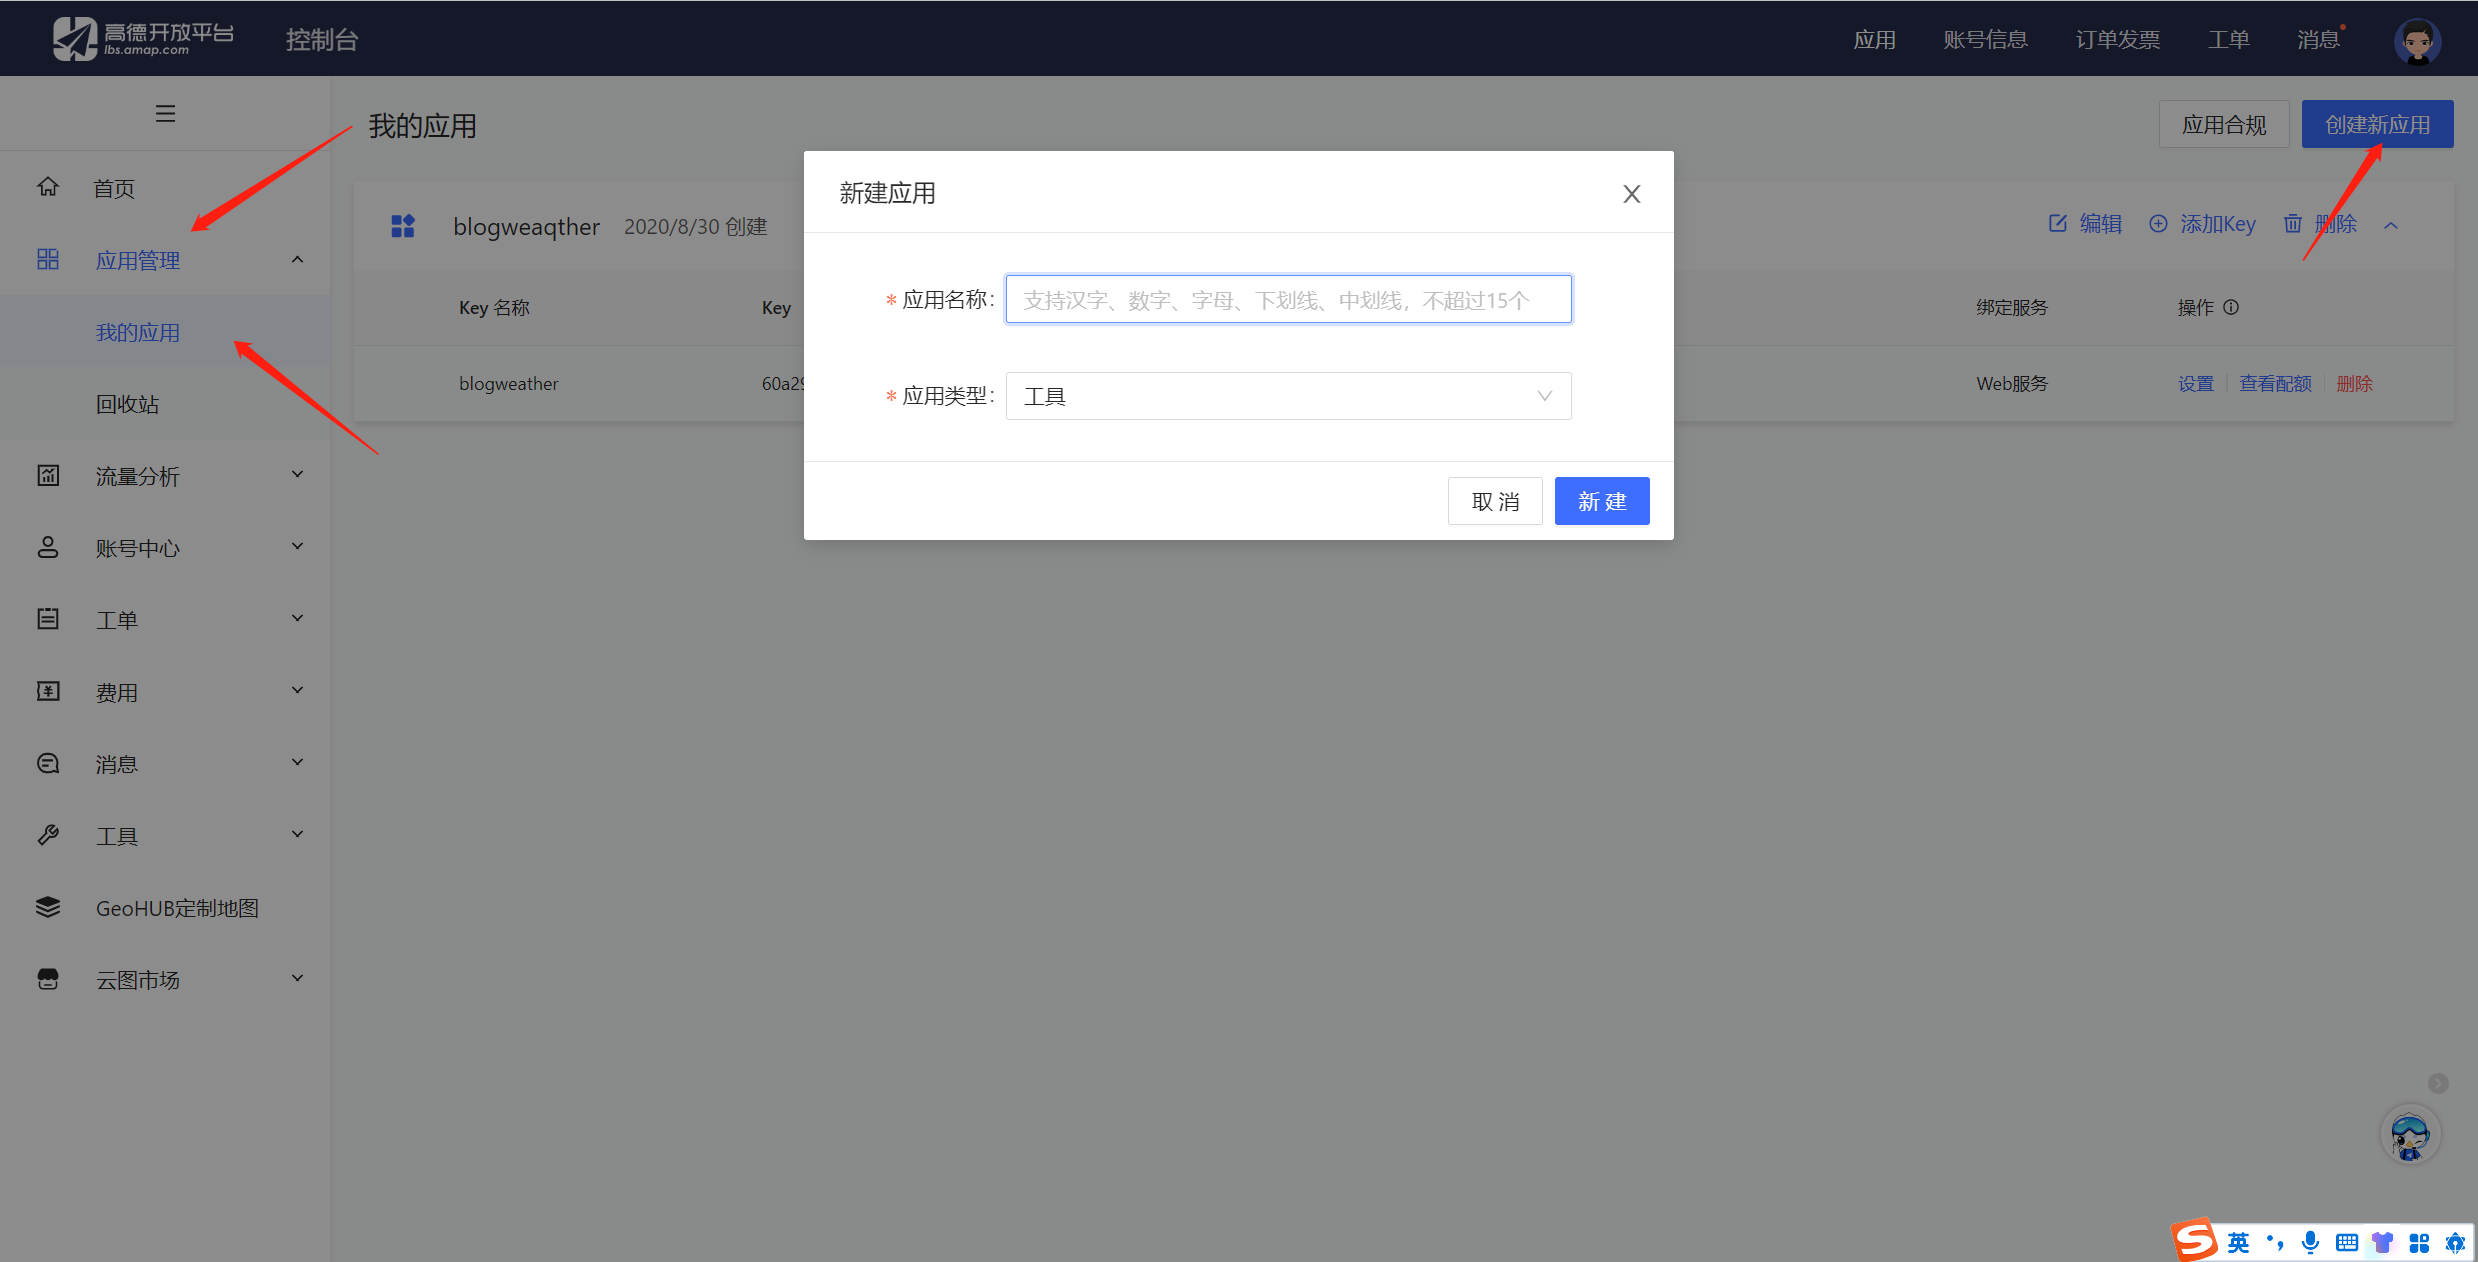 高德开放平台
lbs.amap.com
控制台
应用 账号信息 订单发票 工单 消息
首页
应用管理
我的应用
回收站
流量分析
账号中心
工单
费用
消息
工具
GeoHUB定制地图
云图市场
我的应用
应用合规 创建新应用
blogweaqther 2020/8/30 创建
编辑 添加Key 删除
Key 名称 Key 绑定服务 操作
blogweather 60a29 Web服务 设置 查看配额 删除
新建应用
* 应用名称: 支持汉字、数字、字母、下划线、中划线，不超过15个
* 应用类型: 工具
取 消 新 建
英